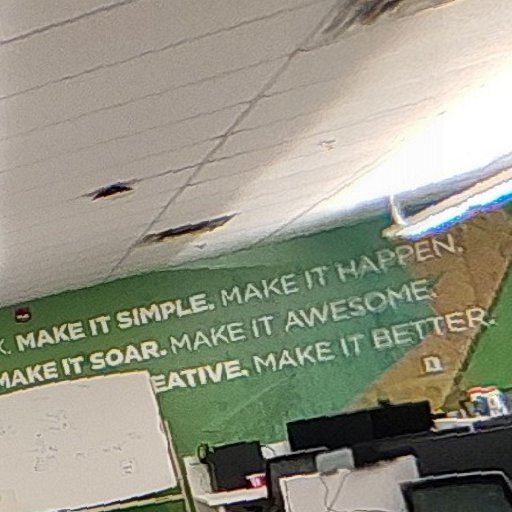 MAKE IT SIMPLE. MAKE IT HAPPEN.
MAKE IT SOAR. MAKE IT AWESOME.
EATIVE. MAKE IT BETTER.